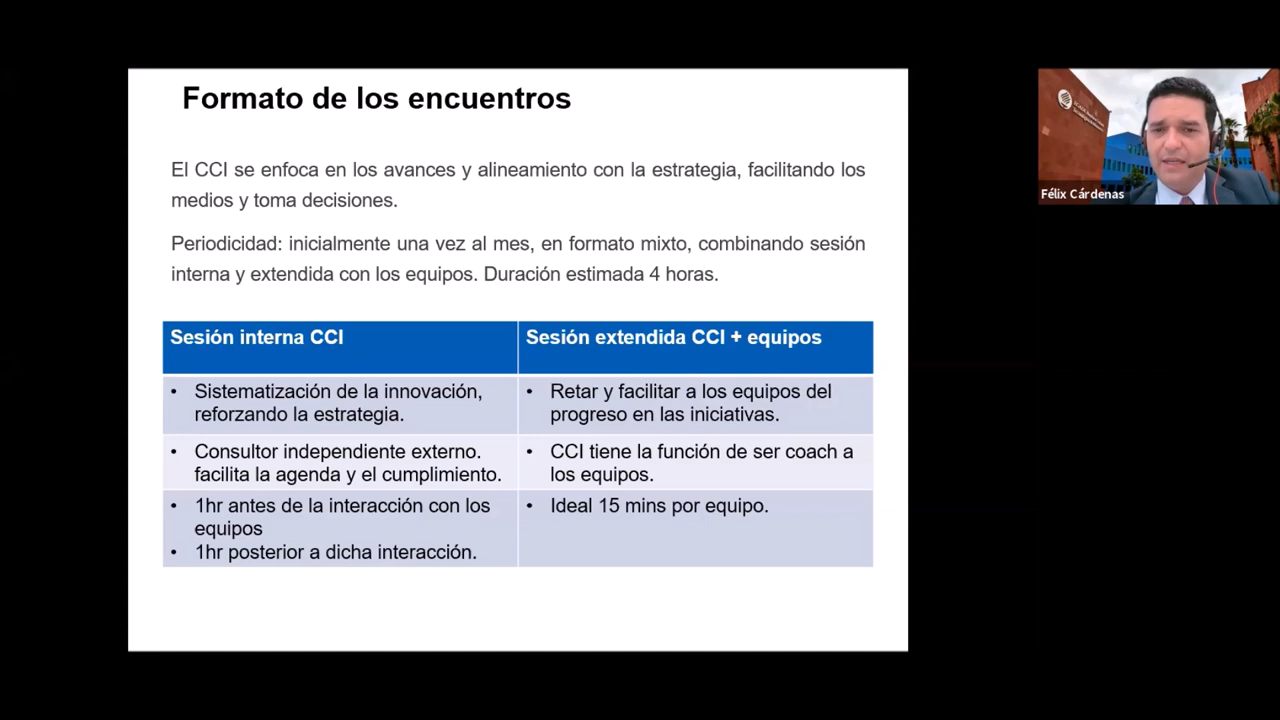 Formato de los encuentros
El CCI se enfoca en los avances y alineamiento con la estrategia, facilitando los
medios y toma decisiones.
Periodicidad: inicialmente una vez al mes, en formato mixto, combinando sesión
interna y extendida con los equipos. Duración estimada 4 horas.
Sesión interna CCI
Sesión extendida CCI + equipos
• Sistematización de la innovación,
reforzando la estrategia.
• Retar y facilitar a los equipos del
progreso en las iniciativas.
• Consultor independiente externo.
facilita la agenda y el cumplimiento.
• CCI tiene la función de ser coach a
los equipos.
• 1hr antes de la interacción con los
equipos
• 1hr posterior a dicha interacción.
• Ideal 15 mins por equipo.
Félix Cárdenas